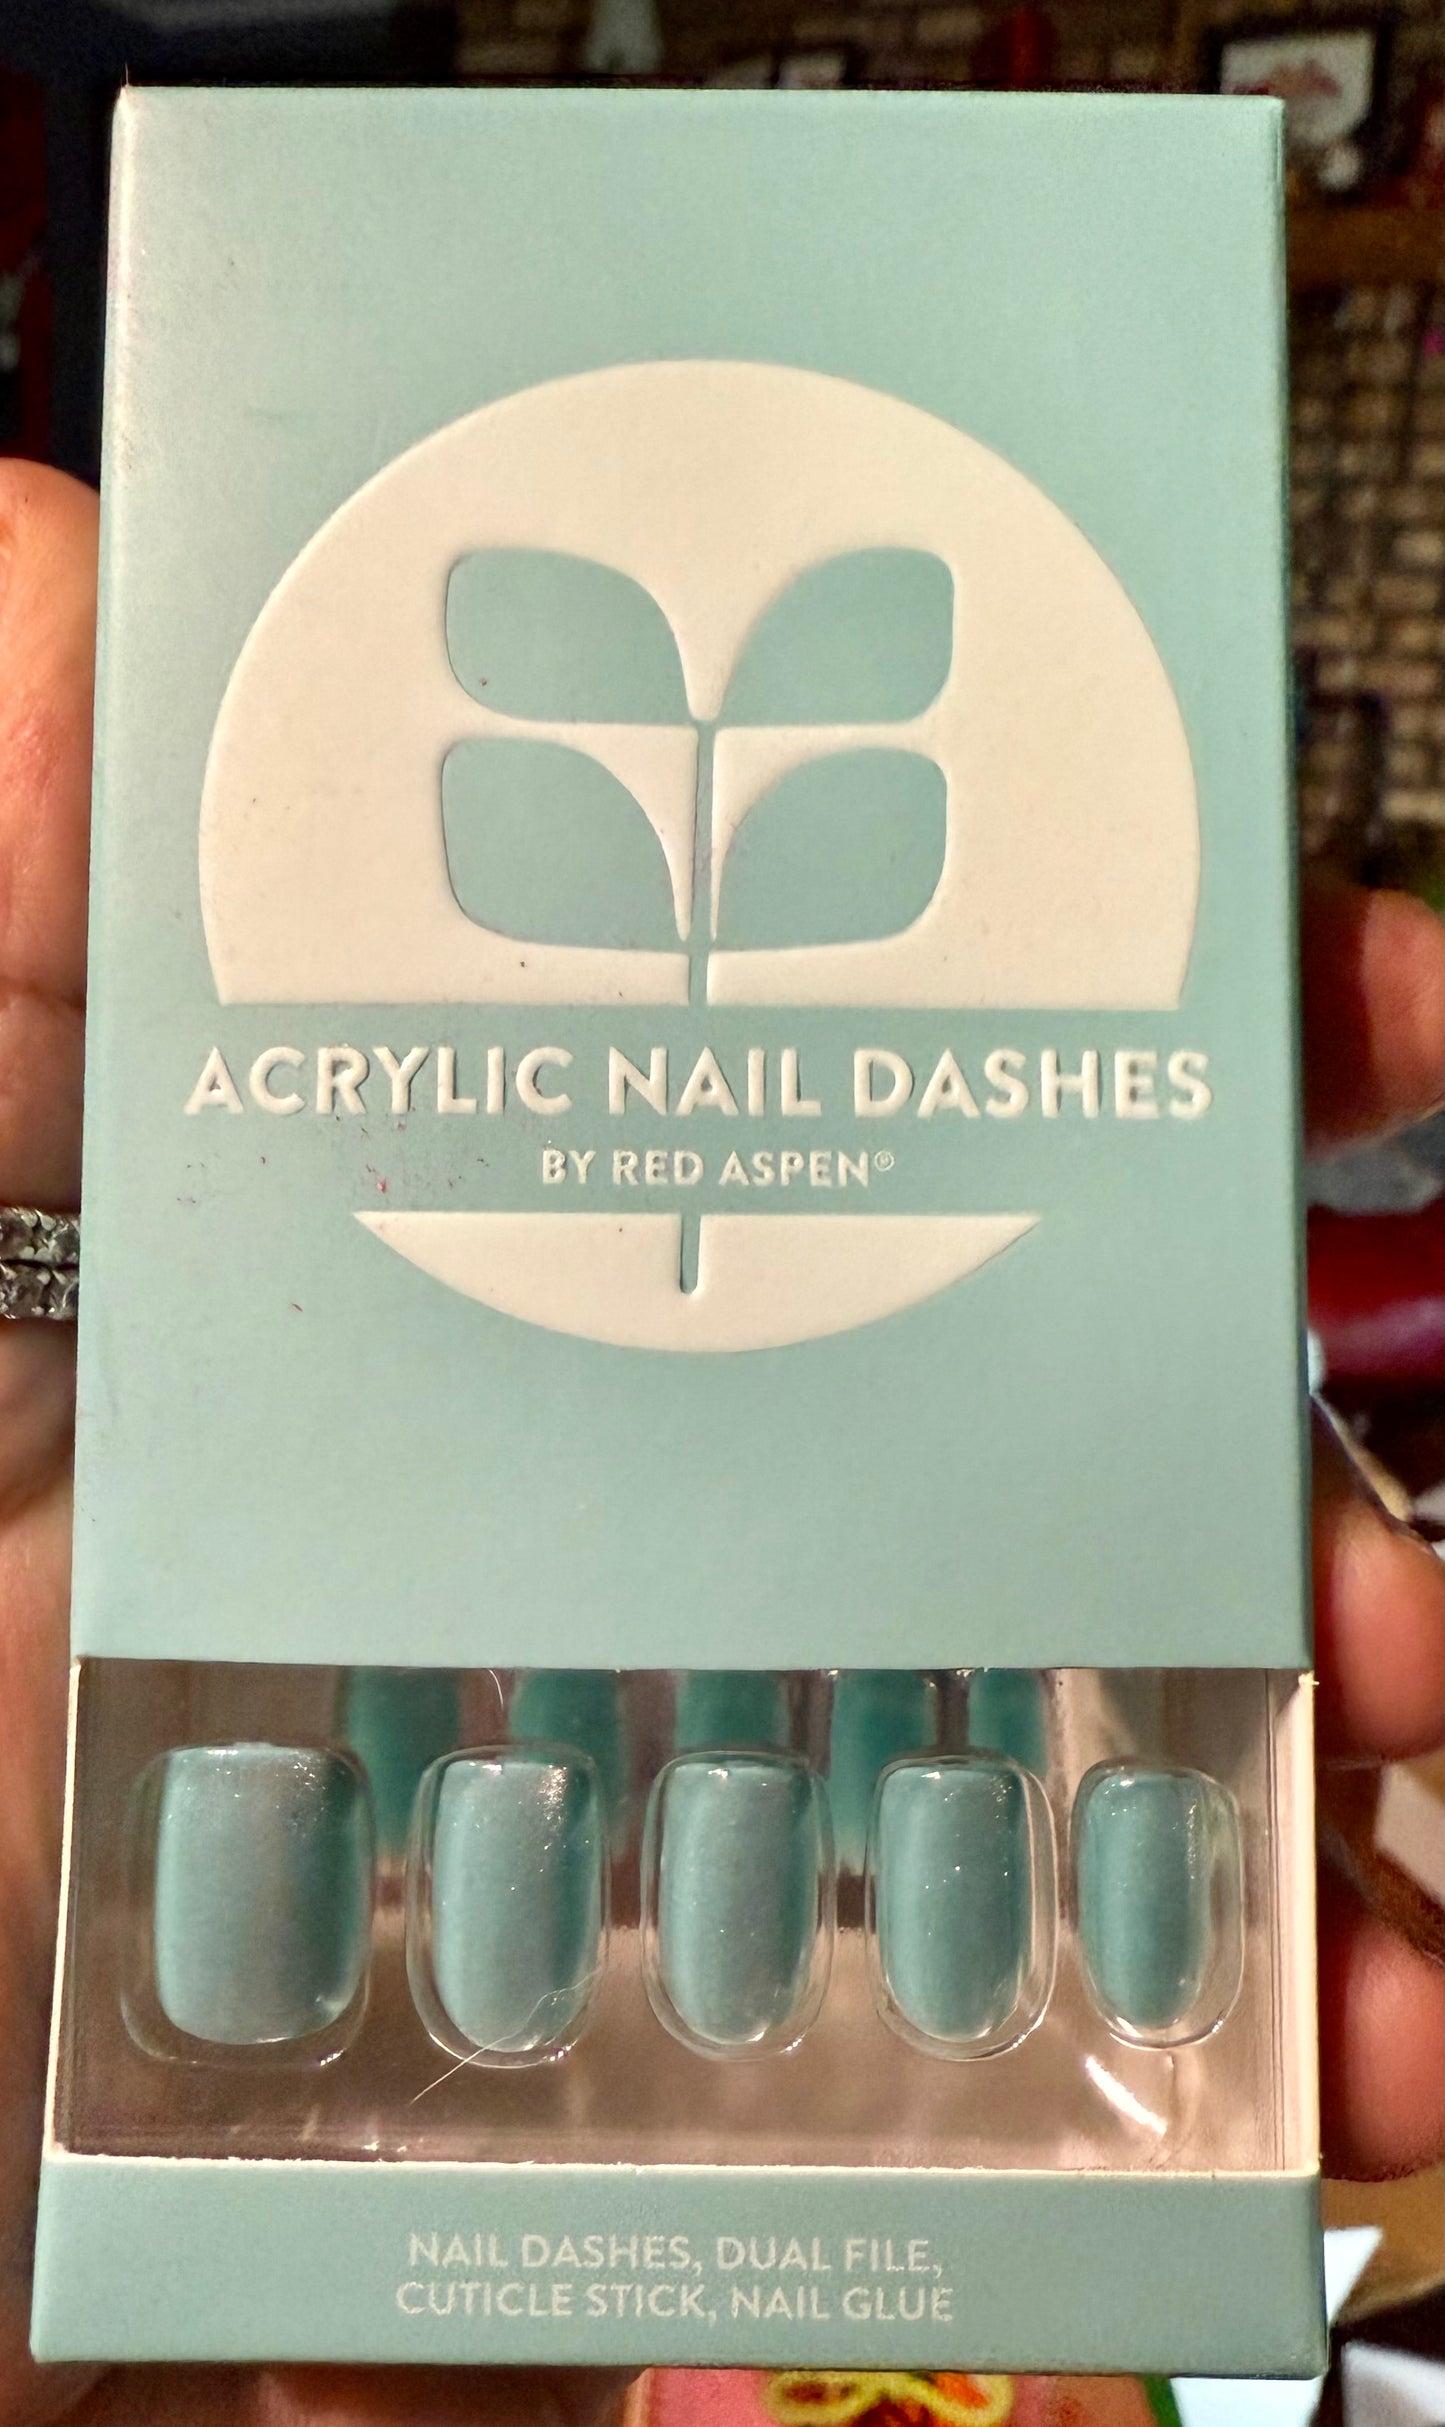 ACRYLIC NAIL DASHES
BY RED ASPEN®
NAIL DASHES, DUAL FILE,
CUTICLE STICK, NAIL GLUE